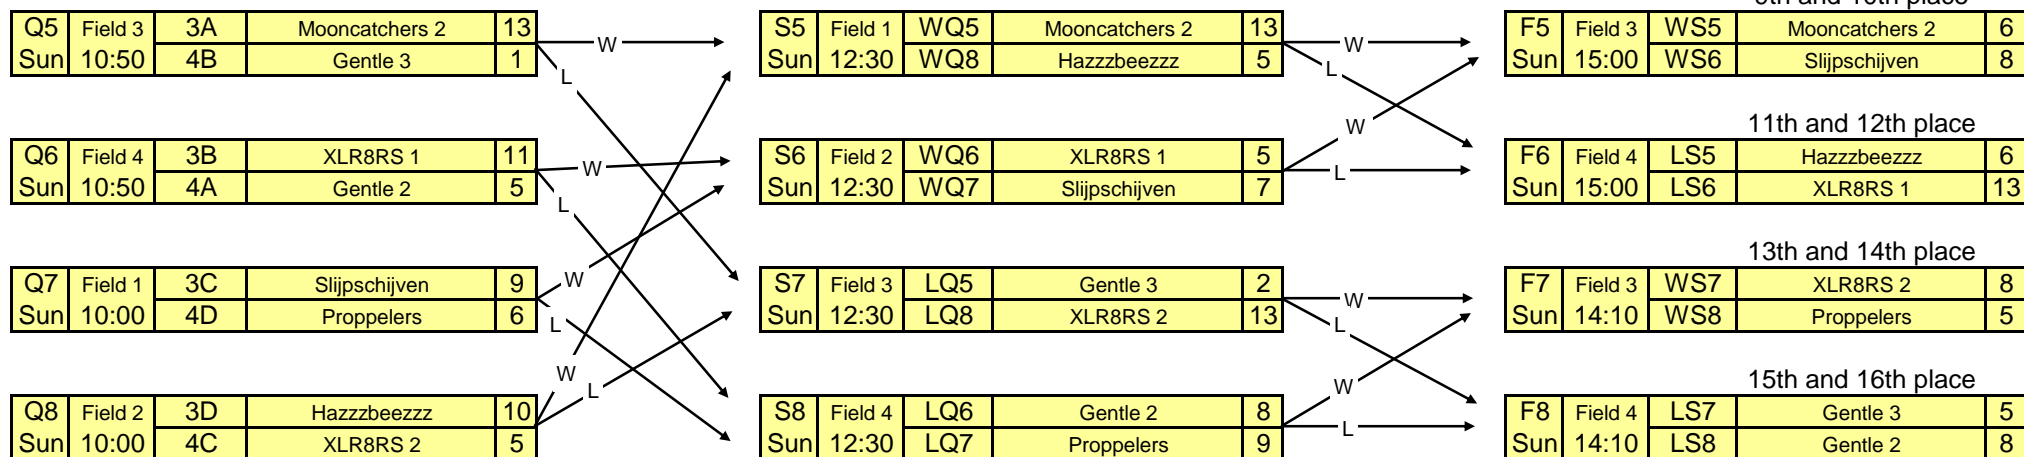 9th and 10th place
Q5 Field 3 3A Mooncatchers 2 13
Sun 10:50 4B Gentle 3 1
W
L
S5 Field 1 WQ5 Mooncatchers 2 13
Sun 12:30 WQ8 Hazzzbeezzz 5
W
L
F5 Field 3 WS5 Mooncatchers 2 6
Sun 15:00 WS6 Slijpschijven 8
11th and 12th place
Q6 Field 4 3B XLR8RS 1 11
Sun 10:50 4A Gentle 2 5
W
L
S6 Field 2 WQ6 XLR8RS 1 5
Sun 12:30 WQ7 Slijpschijven 7
W
L
F6 Field 4 LS5 Hazzzbeezzz 6
Sun 15:00 LS6 XLR8RS 1 13
13th and 14th place
Q7 Field 1 3C Slijpschijven 9
Sun 10:00 4D Proppelers 6
W
L
S7 Field 3 LQ5 Gentle 3 2
Sun 12:30 LQ8 XLR8RS 2 13
W
L
F7 Field 3 WS7 XLR8RS 2 8
Sun 14:10 WS8 Proppelers 5
15th and 16th place
Q8 Field 2 3D Hazzzbeezzz 10
Sun 10:00 4C XLR8RS 2 5
W
L
S8 Field 4 LQ6 Gentle 2 8
Sun 12:30 LQ7 Proppelers 9
W
L
F8 Field 4 LS7 Gentle 3 5
Sun 14:10 LS8 Gentle 2 8